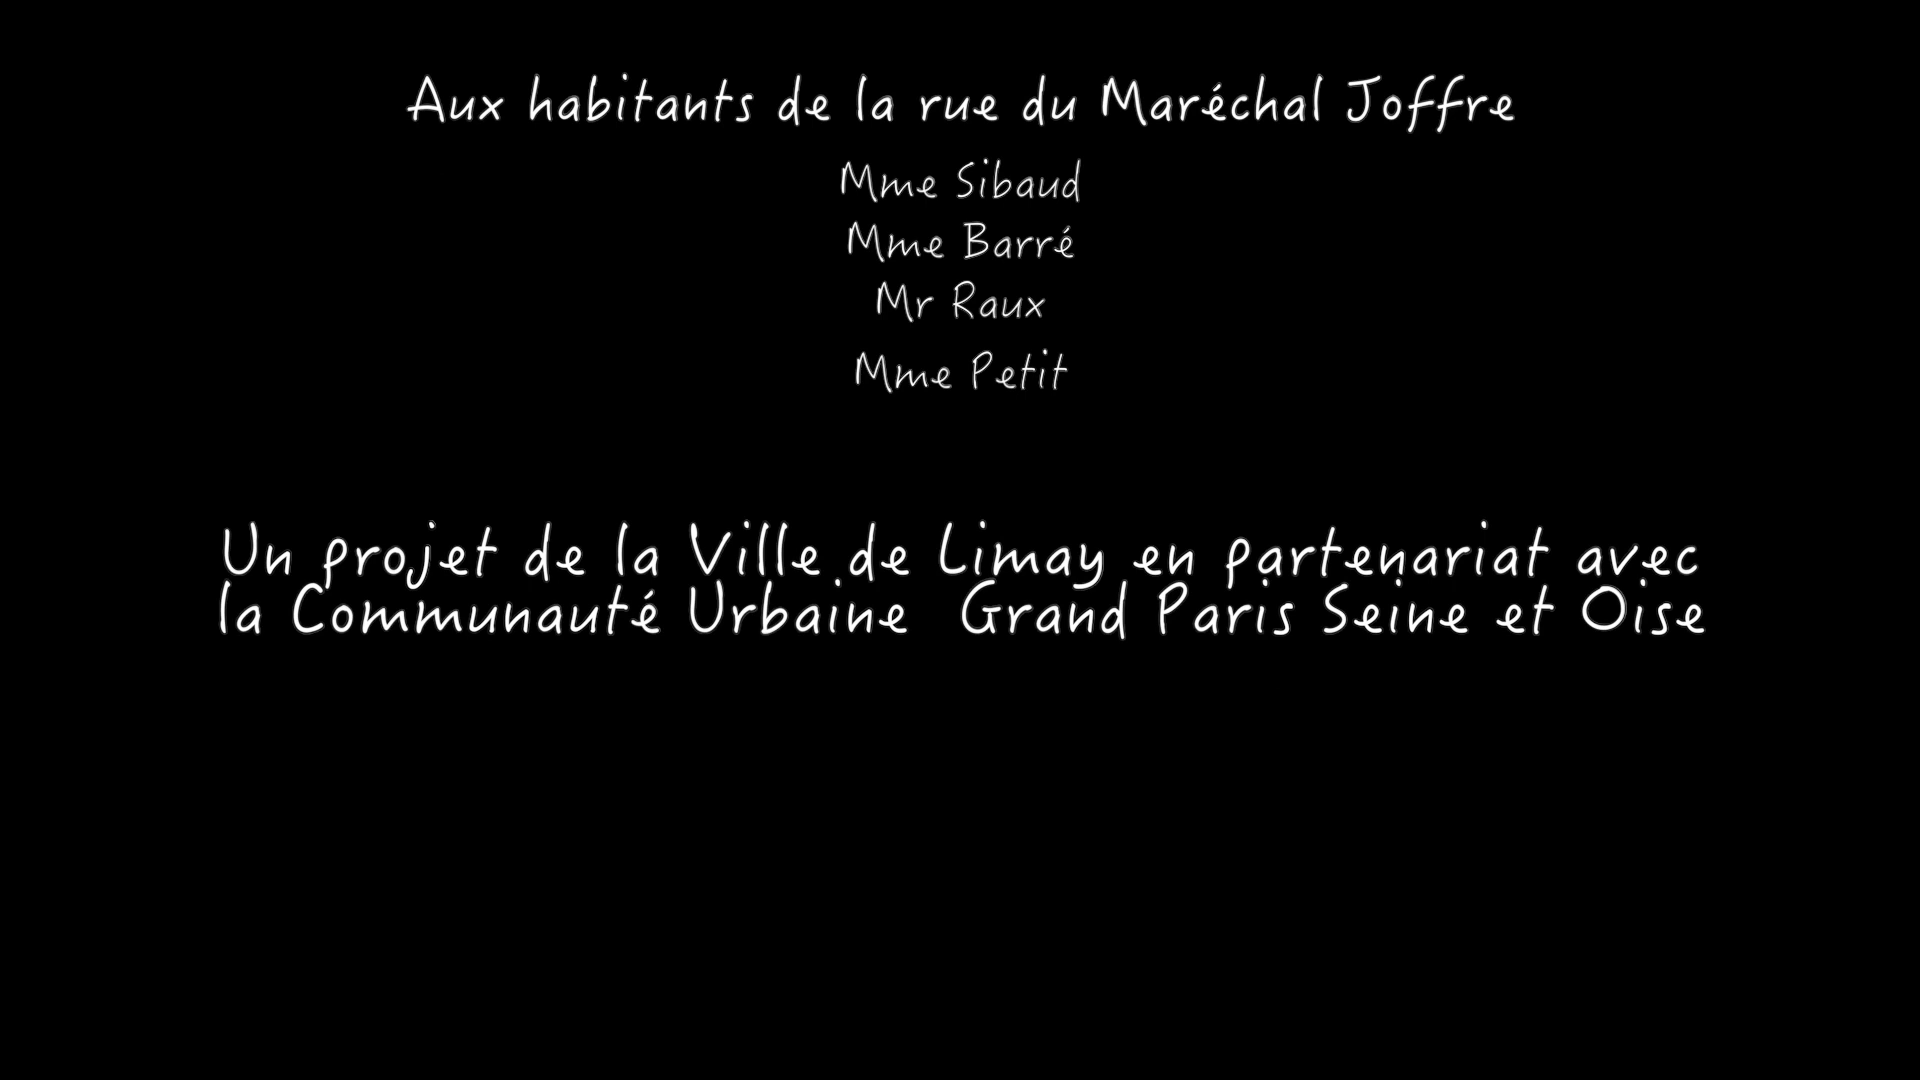 Aux habitants de la rue du Maréchal Joffre
Mme Sibaud
Mme Barré
Mr Raux
Mme Petit
Un projet de la Ville de Limay en partenariat avec
la Communauté Urbaine Grand Paris Seine et Oise